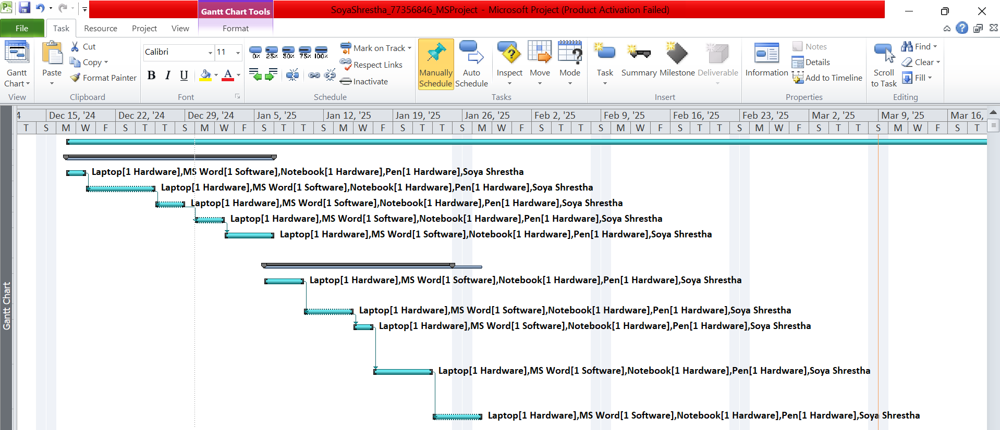 SoyaShrestha_77356846_MSProject - Microsoft Project (Product Activation Failed)
Gantt Chart Tools
File Task Resource Project View Format
Gantt Chart
View
Paste
Cut
Copy
Format Painter
Clipboard
Calibri 11
B I U A
Font
0% 25% 50% 75% 100%
Mark on Track
Respect Links
Inactivate
Schedule
Manually Schedule
Auto Schedule
Inspect
Move
Mode
Tasks
Task
Summary
Milestone
Deliverable
Insert
Information
Notes
Details
Add to Timeline
Properties
Scroll to Task
Find
Clear
Fill
Editing
4 Dec 15, '24 Dec 22, '24 Dec 29, '24 Jan 5, '25 Jan 12, '25 Jan 19, '25 Jan 26, '25 Feb 2, '25 Feb 9, '25 Feb 16, '25 Feb 23, '25 Mar 2, '25 Mar 9, '25 Mar 16,
T S M W F S T T S M W F S T T S M W F S T T S M W F S T T S M W F S T T S M W F S T T S M W F S T
Laptop[1 Hardware],MS Word[1 Software],Notebook[1 Hardware],Pen[1 Hardware],Soya Shrestha
Laptop[1 Hardware],MS Word[1 Software],Notebook[1 Hardware],Pen[1 Hardware],Soya Shrestha
Laptop[1 Hardware],MS Word[1 Software],Notebook[1 Hardware],Pen[1 Hardware],Soya Shrestha
Laptop[1 Hardware],MS Word[1 Software],Notebook[1 Hardware],Pen[1 Hardware],Soya Shrestha
Laptop[1 Hardware],MS Word[1 Software],Notebook[1 Hardware],Pen[1 Hardware],Soya Shrestha
Laptop[1 Hardware],MS Word[1 Software],Notebook[1 Hardware],Pen[1 Hardware],Soya Shrestha
Laptop[1 Hardware],MS Word[1 Software],Notebook[1 Hardware],Pen[1 Hardware],Soya Shrestha
Laptop[1 Hardware],MS Word[1 Software],Notebook[1 Hardware],Pen[1 Hardware],Soya Shrestha
Laptop[1 Hardware],MS Word[1 Software],Notebook[1 Hardware],Pen[1 Hardware],Soya Shrestha
Laptop[1 Hardware],MS Word[1 Software],Notebook[1 Hardware],Pen[1 Hardware],Soya Shrestha
Gantt Chart